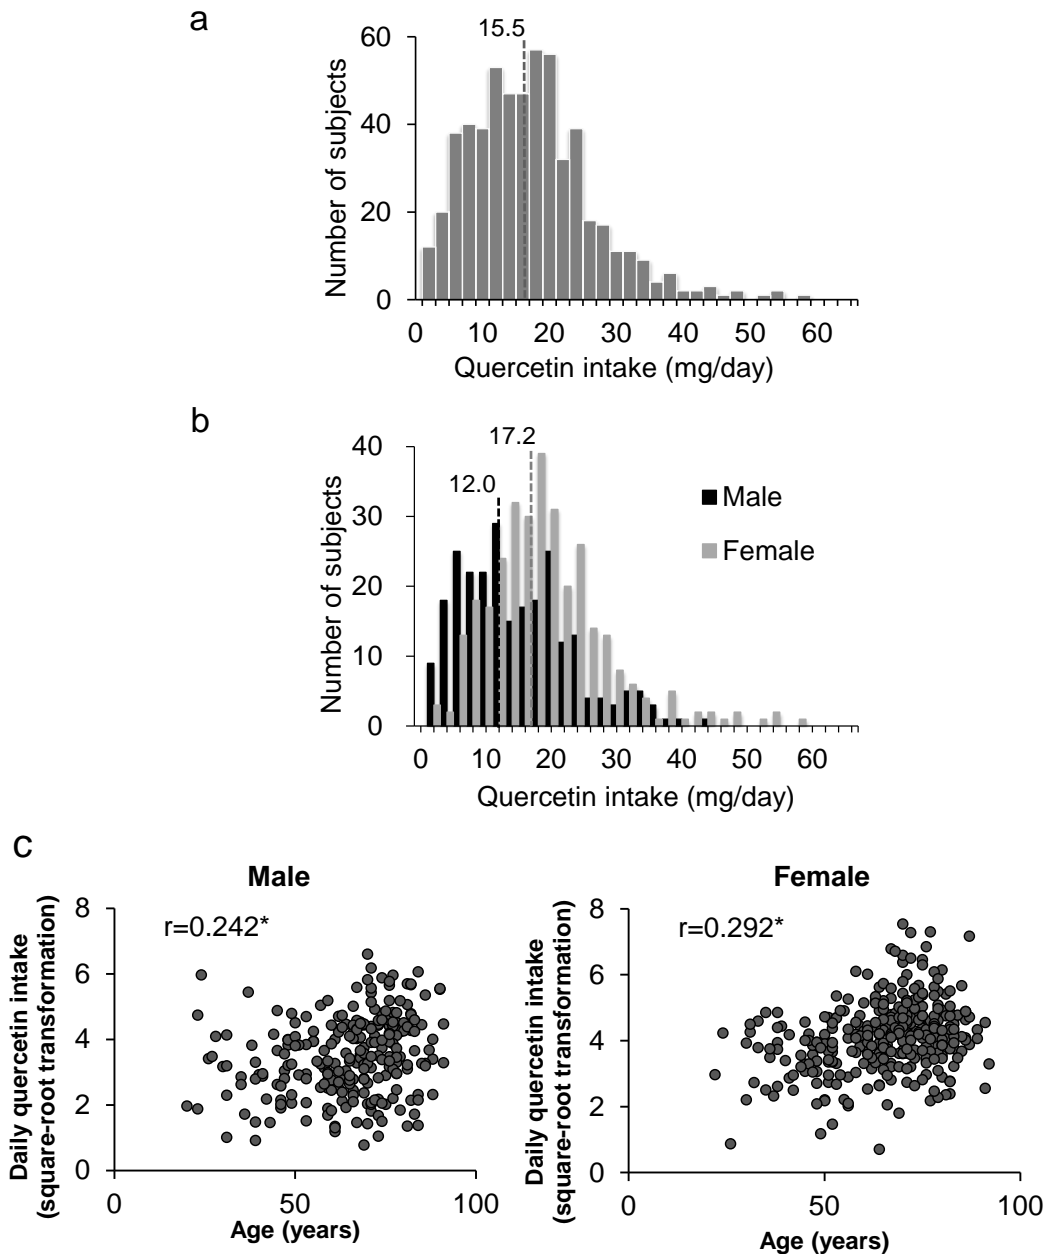 a
15.5
60
40
20
0
Number of subjects
0 10 20 30 40 50 60
Quercetin intake (mg/day)
b
17.2
12.0
40
30
20
10
0
Number of subjects
Male
Female
0 10 20 30 40 50 60
Quercetin intake (mg/day)
c
Male
r=0.242*
8
6
4
2
0
Daily quercetin intake
(square-root transformation)
0 50 100
Age (years)
Female
r=0.292*
8
6
4
2
0
Daily quercetin intake
(square-root transformation)
0 50 100
Age (years)